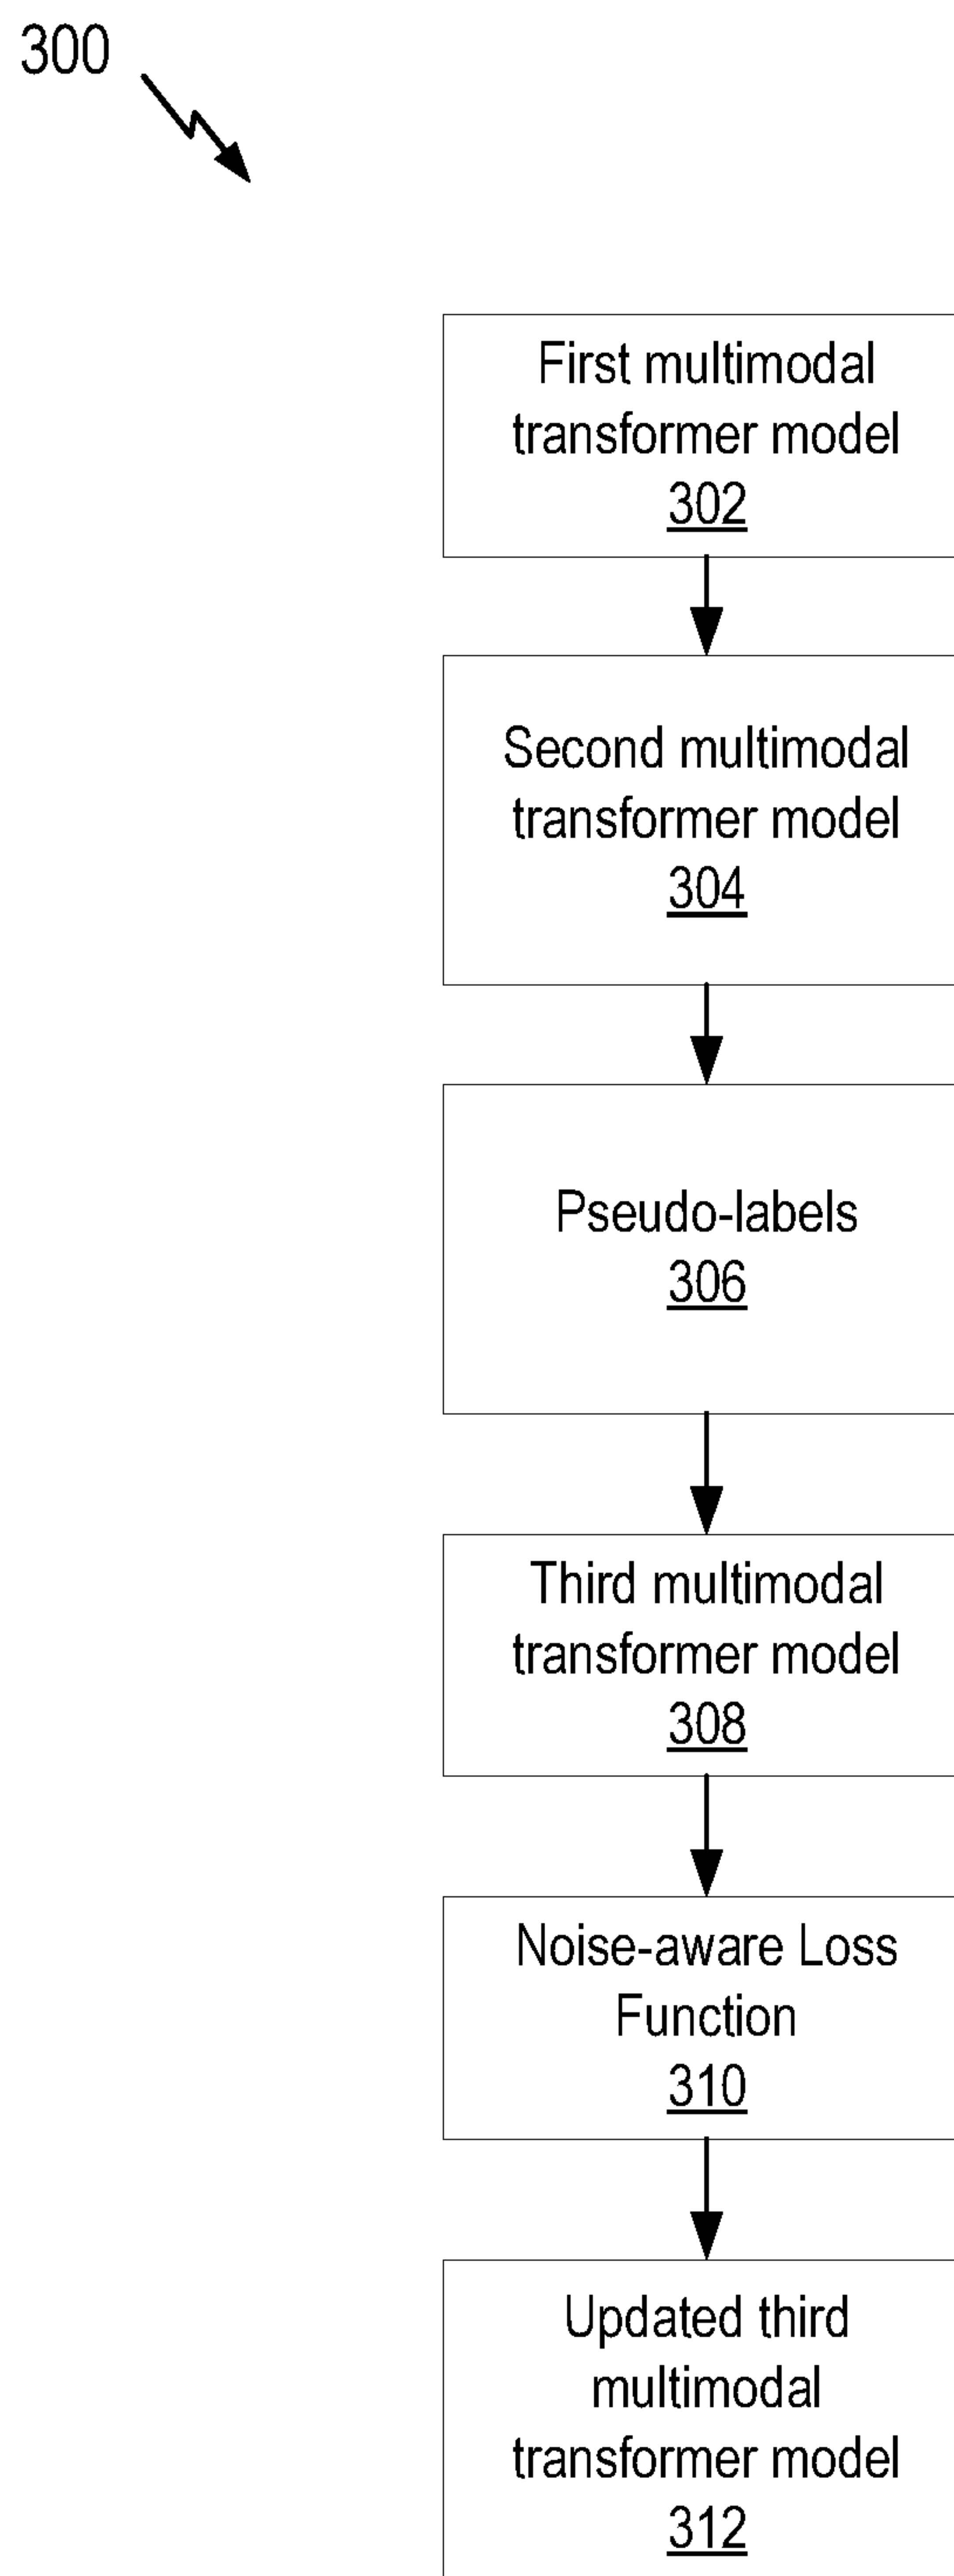 300
First multimodal
transformer model
302
Second multimodal
transformer model
304
Pseudo-labels
306
Third multimodal
transformer model
308
Noise-aware Loss
Function
310
Updated third
multimodal
transformer model
312